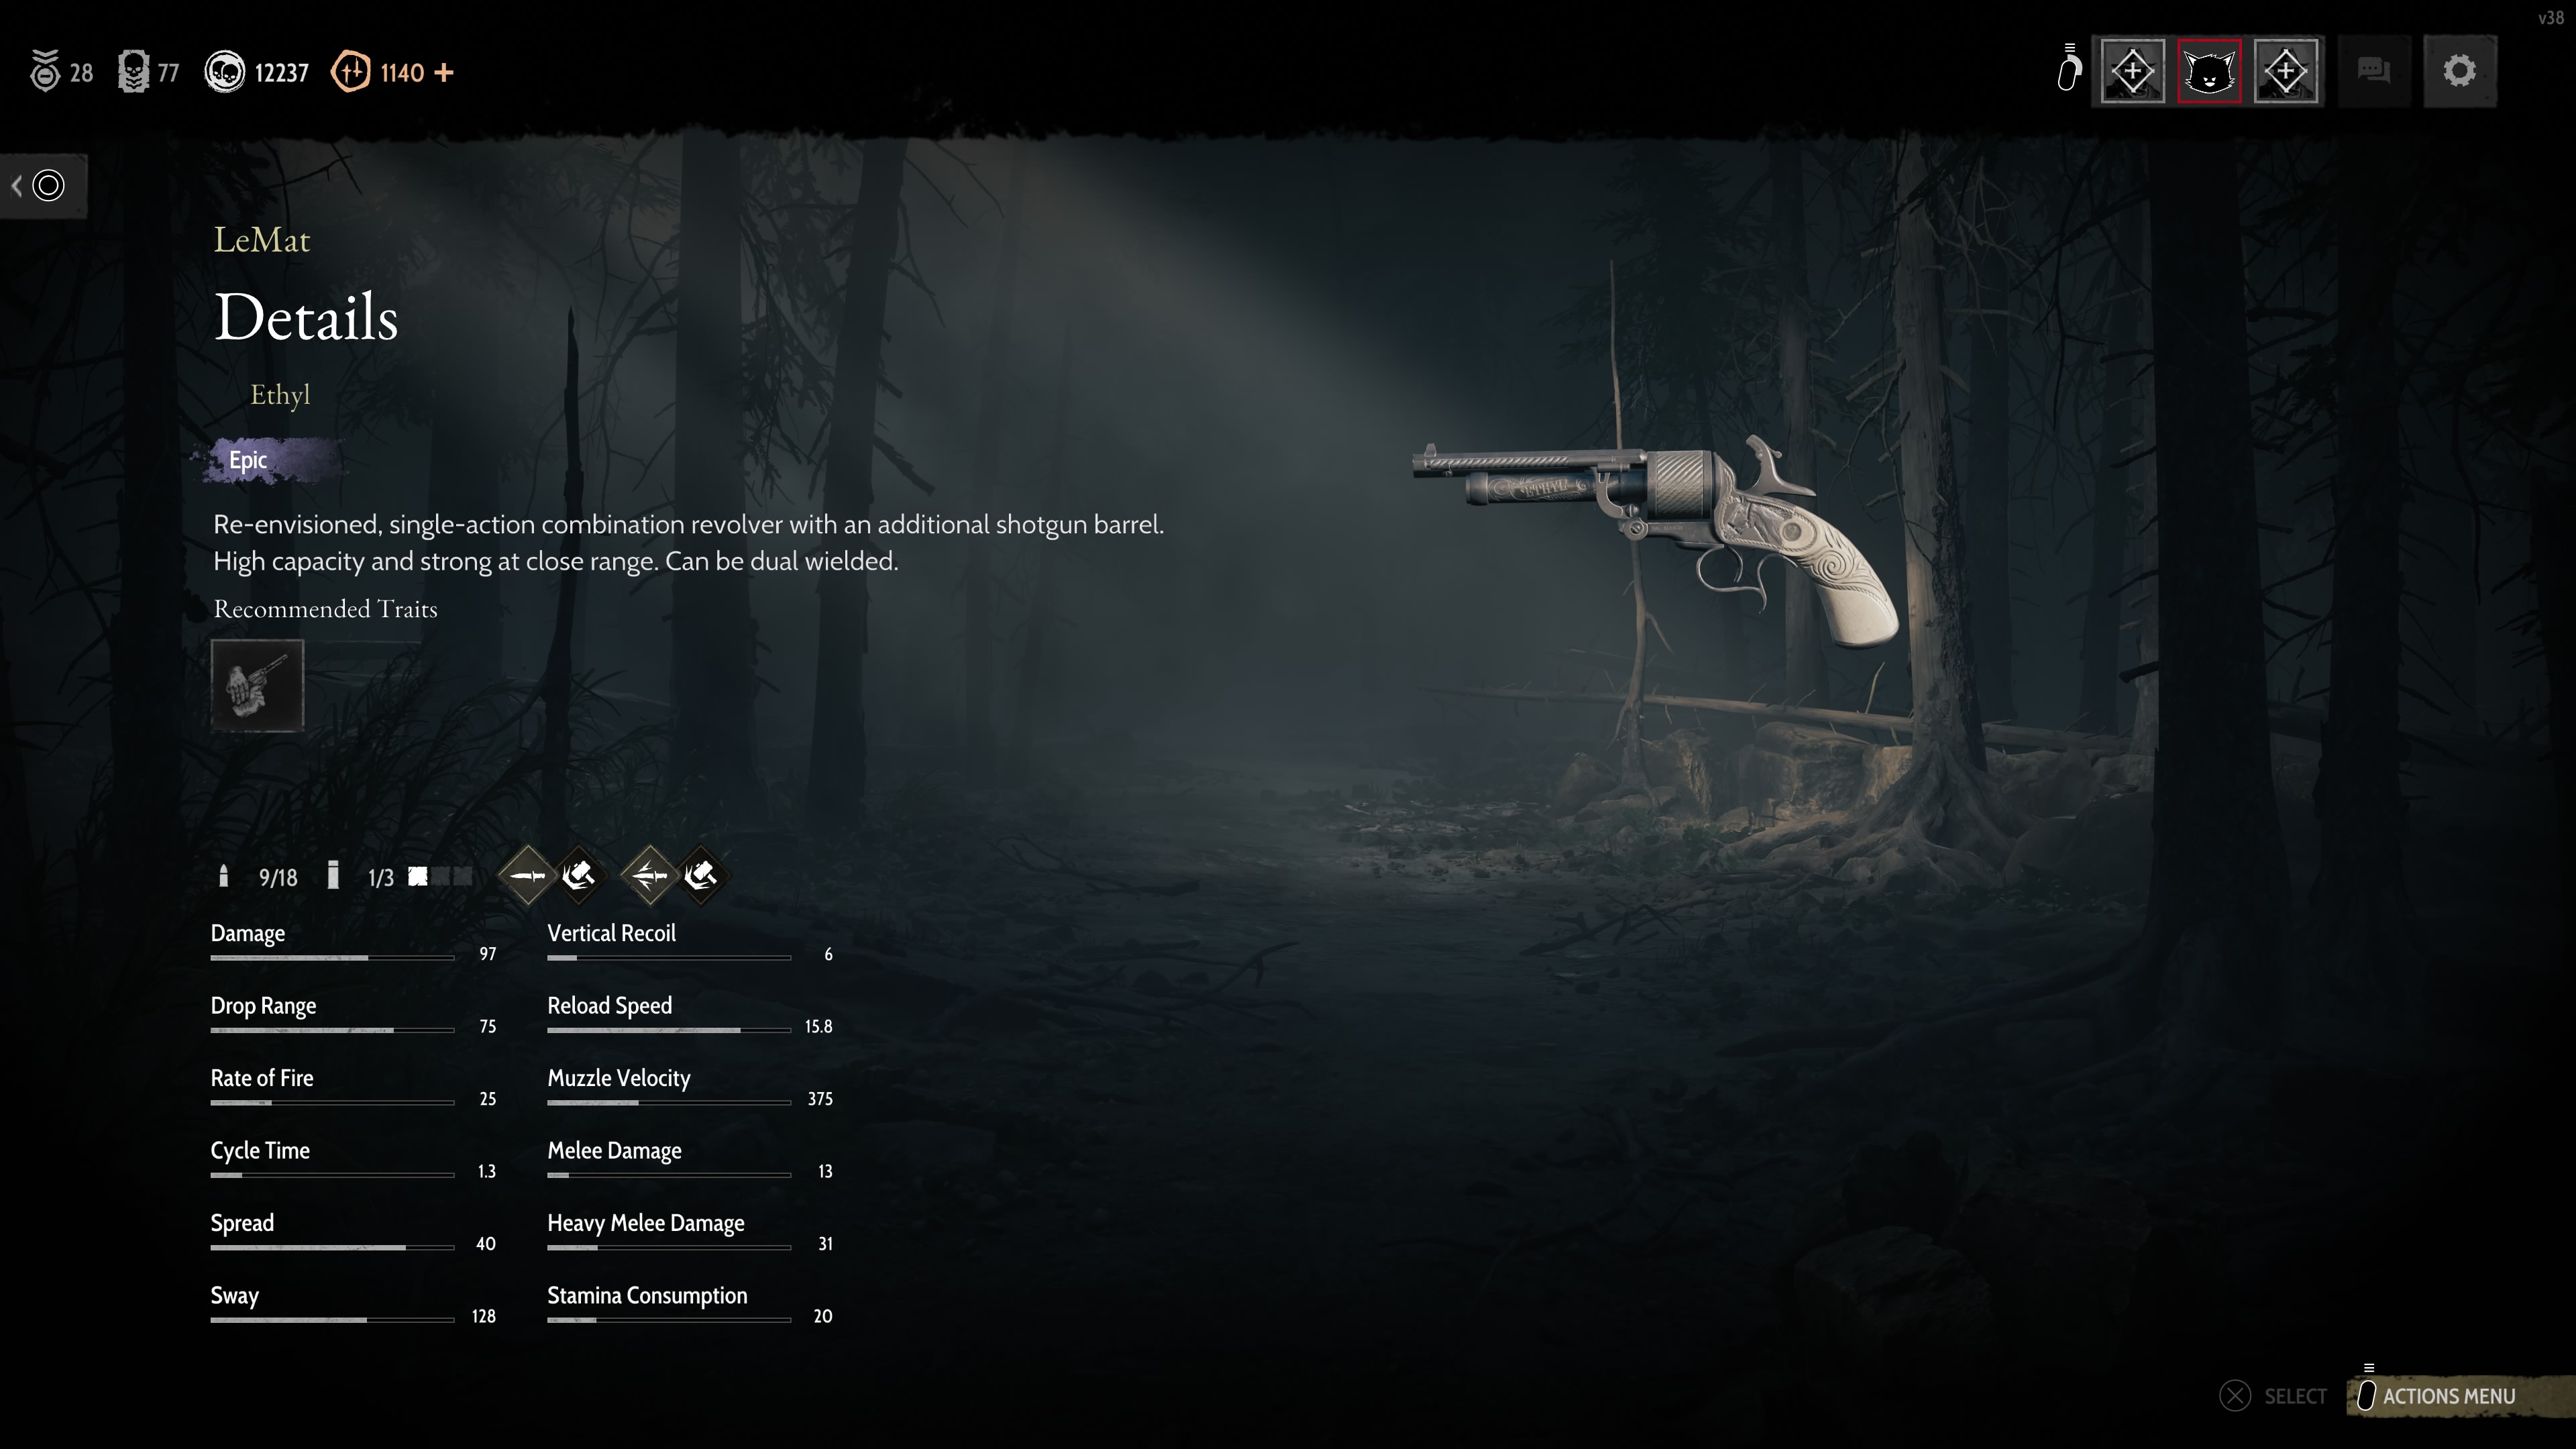 v38
28
77
12237
1140 +
LeMat
Details
Ethyl
Epic
Re-envisioned, single-action combination revolver with an additional shotgun barrel.
High capacity and strong at close range. Can be dual wielded.
Recommended Traits
ETHYL
9/18
1/3
Damage
97
Drop Range
75
Rate of Fire
25
Cycle Time
1.3
Spread
40
Sway
128
Vertical Recoil
6
Reload Speed
15.8
Muzzle Velocity
375
Melee Damage
13
Heavy Melee Damage
31
Stamina Consumption
20
SELECT
ACTIONS MENU